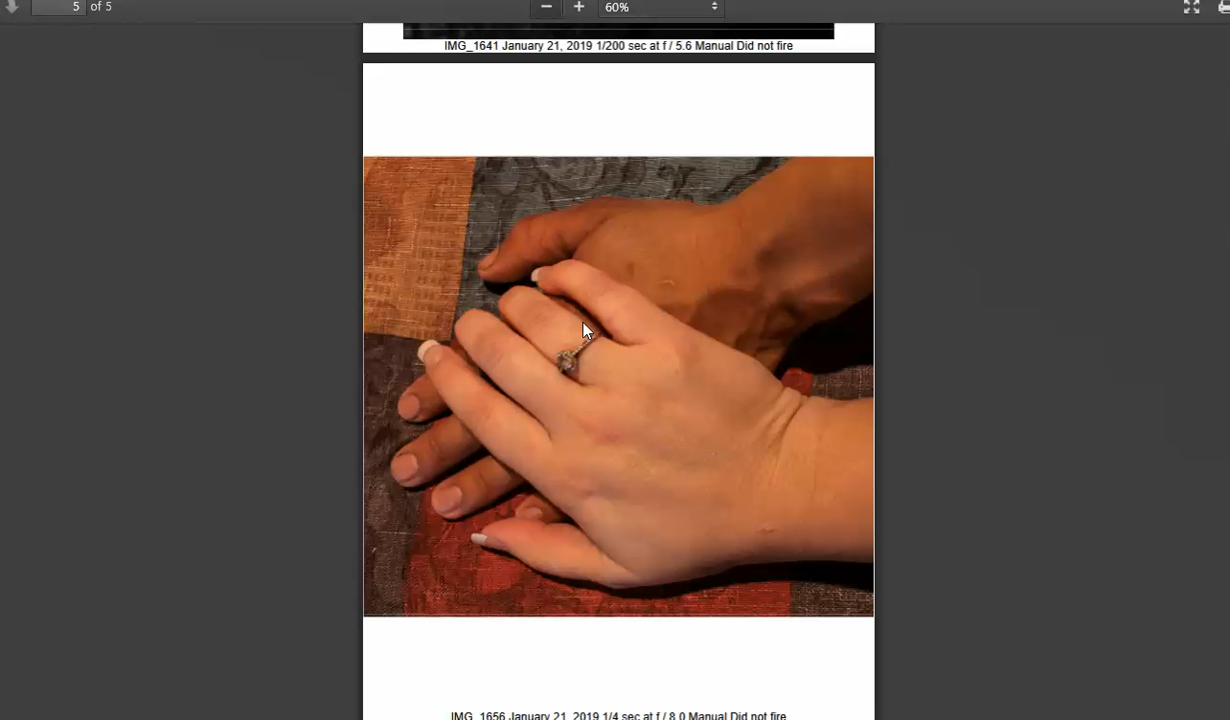 5 of 5 60%
IMG_1641 January 21, 2019 1/200 sec at f / 5.6 Manual Did not fire
IMG_1656 January 21, 2019 1/4 sec at f / 8.0 Manual Did not fire